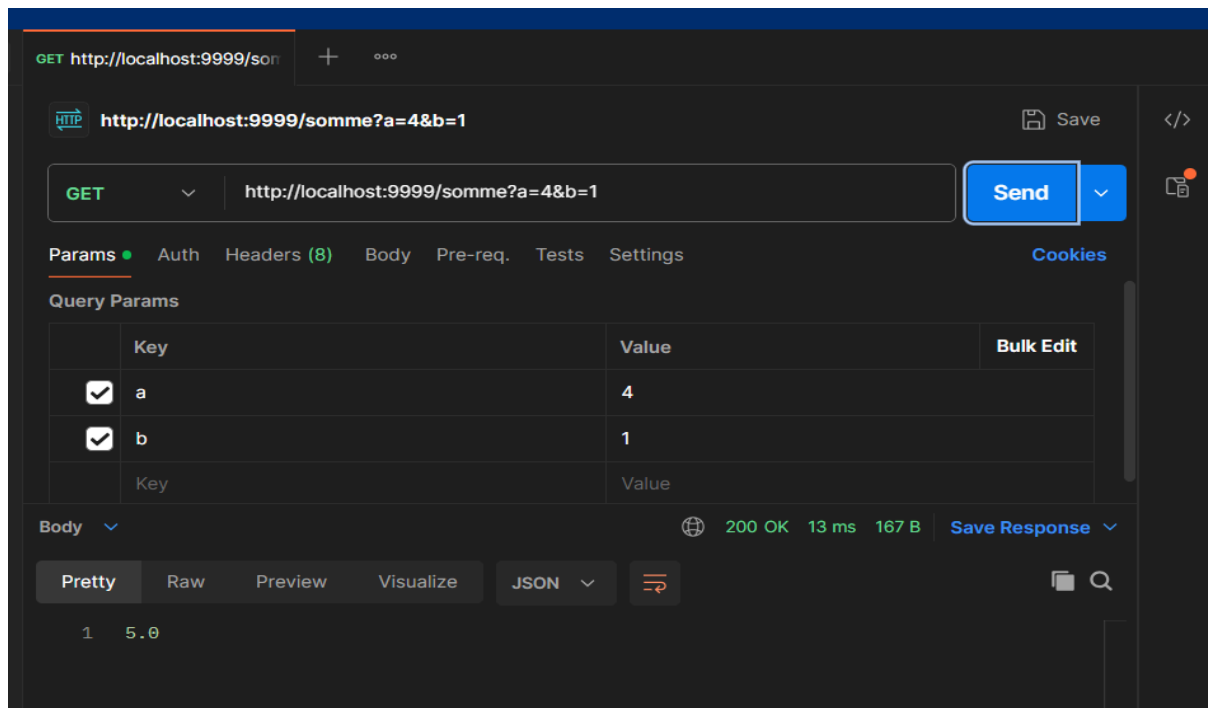 GET http://localhost:9999/som
HTTP http://localhost:9999/somme?a=4&b=1 Save </>
GET http://localhost:9999/somme?a=4&b=1 Send
Params Auth Headers (8) Body Pre-req. Tests Settings Cookies
Query Params
Key Value Bulk Edit
a 4
b 1
Key Value
Body 200 OK 13 ms 167 B Save Response
Pretty Raw Preview Visualize JSON
1 5.0